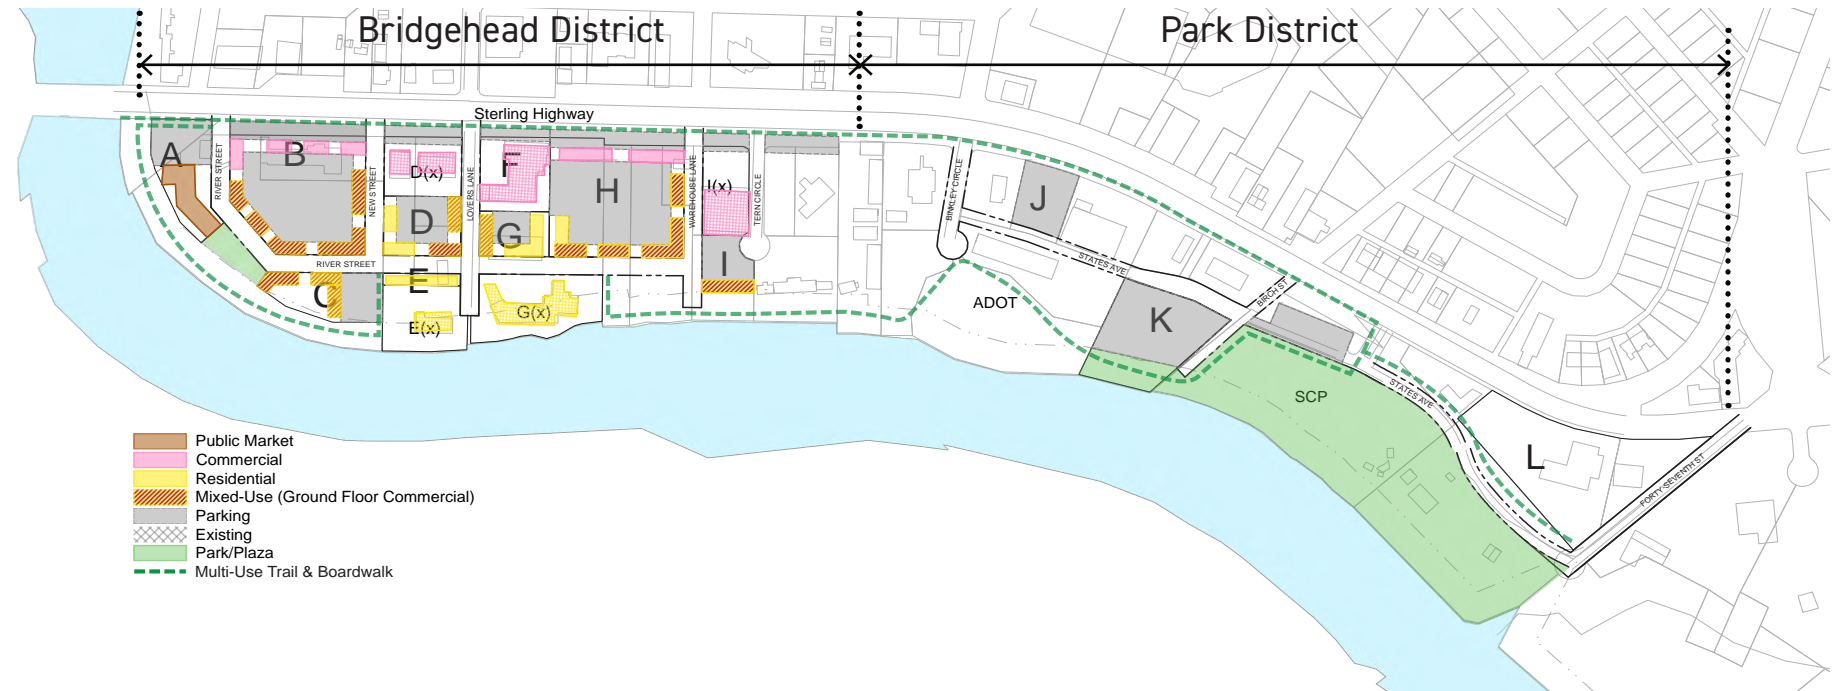 Bridgehead District
Park District
Sterling Highway
A
RIVER STREET
B
NEW STREET
D(x)
LOVERS LANE
F
H
WAREHOUSE LANE
I(x)
TERN CIRCLE
BINKLEY CIRCLE
J
D
G
RIVER STREET
I
STATES AVE
C
E
E(x)
G(x)
ADOT
K
BIRCH ST
SCP
STATES AVE
L
FORTY-SEVENTH ST
Public Market
Commercial
Residential
Mixed-Use (Ground Floor Commercial)
Parking
Existing
Park/Plaza
Multi-Use Trail & Boardwalk